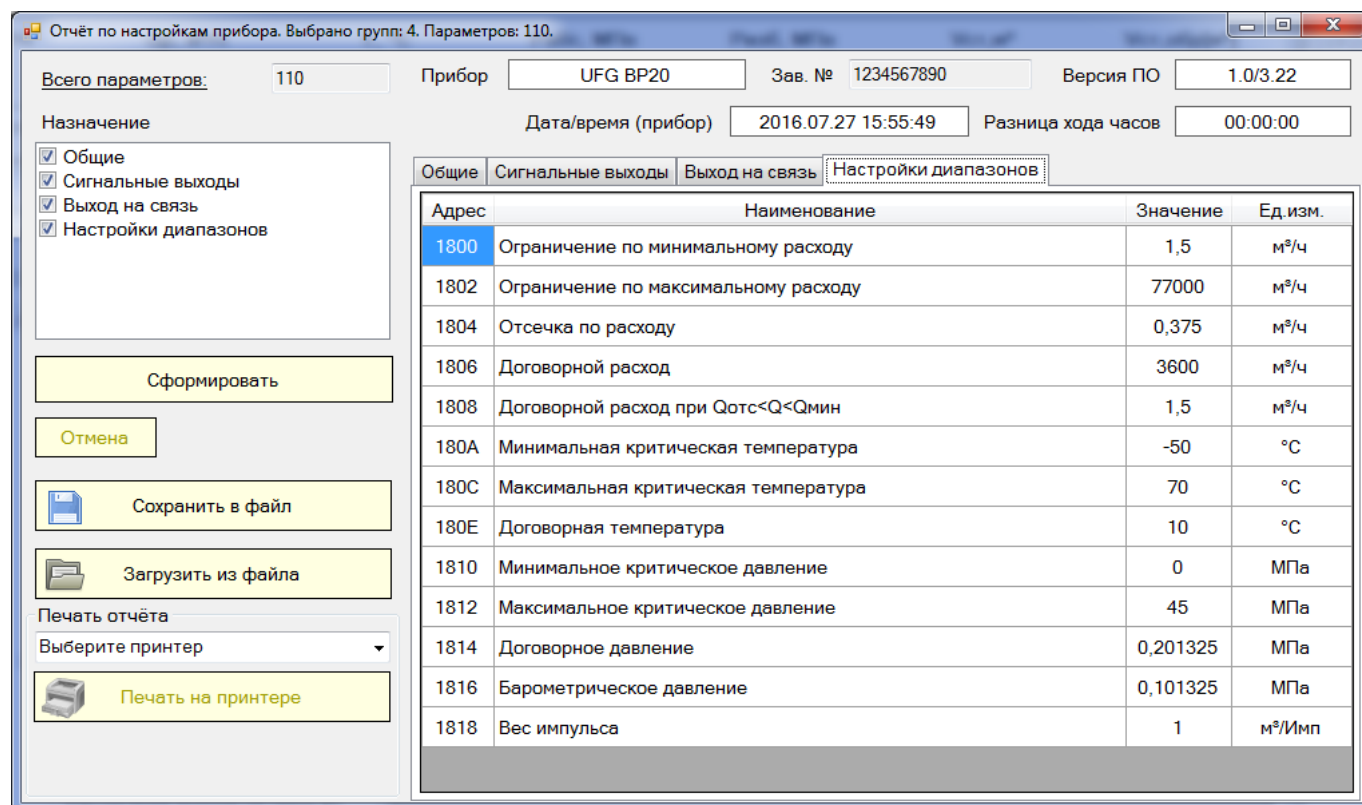 Отчёт по настройкам прибора. Выбрано групп: 4. Параметров: 110.
Всего параметров: 110
Прибор UFG BP20 Зав. № 1234567890 Версия ПО 1.0/3.22
Дата/время (прибор) 2016.07.27 15:55:49 Разница хода часов 00:00:00
Назначение
Общие
Сигнальные выходы
Выход на связь
Настройки диапазонов
Сформировать
Отмена
Сохранить в файл
Загрузить из файла
Печать отчёта
Выберите принтер
Печать на принтере
Общие Сигнальные выходы Выход на связь Настройки диапазонов
Адрес Наименование Значение Ед.изм.
1800 Ограничение по минимальному расходу 1,5 м³/ч
1802 Ограничение по максимальному расходу 77000 м³/ч
1804 Отсечка по расходу 0,375 м³/ч
1806 Договорной расход 3600 м³/ч
1808 Договорной расход при Qотс<Q<Qмин 1,5 м³/ч
180A Минимальная критическая температура -50 °C
180C Максимальная критическая температура 70 °C
180E Договорная температура 10 °C
1810 Минимальное критическое давление 0 МПа
1812 Максимальное критическое давление 45 МПа
1814 Договорное давление 0,201325 МПа
1816 Барометрическое давление 0,101325 МПа
1818 Вес импульса 1 м³/Имп